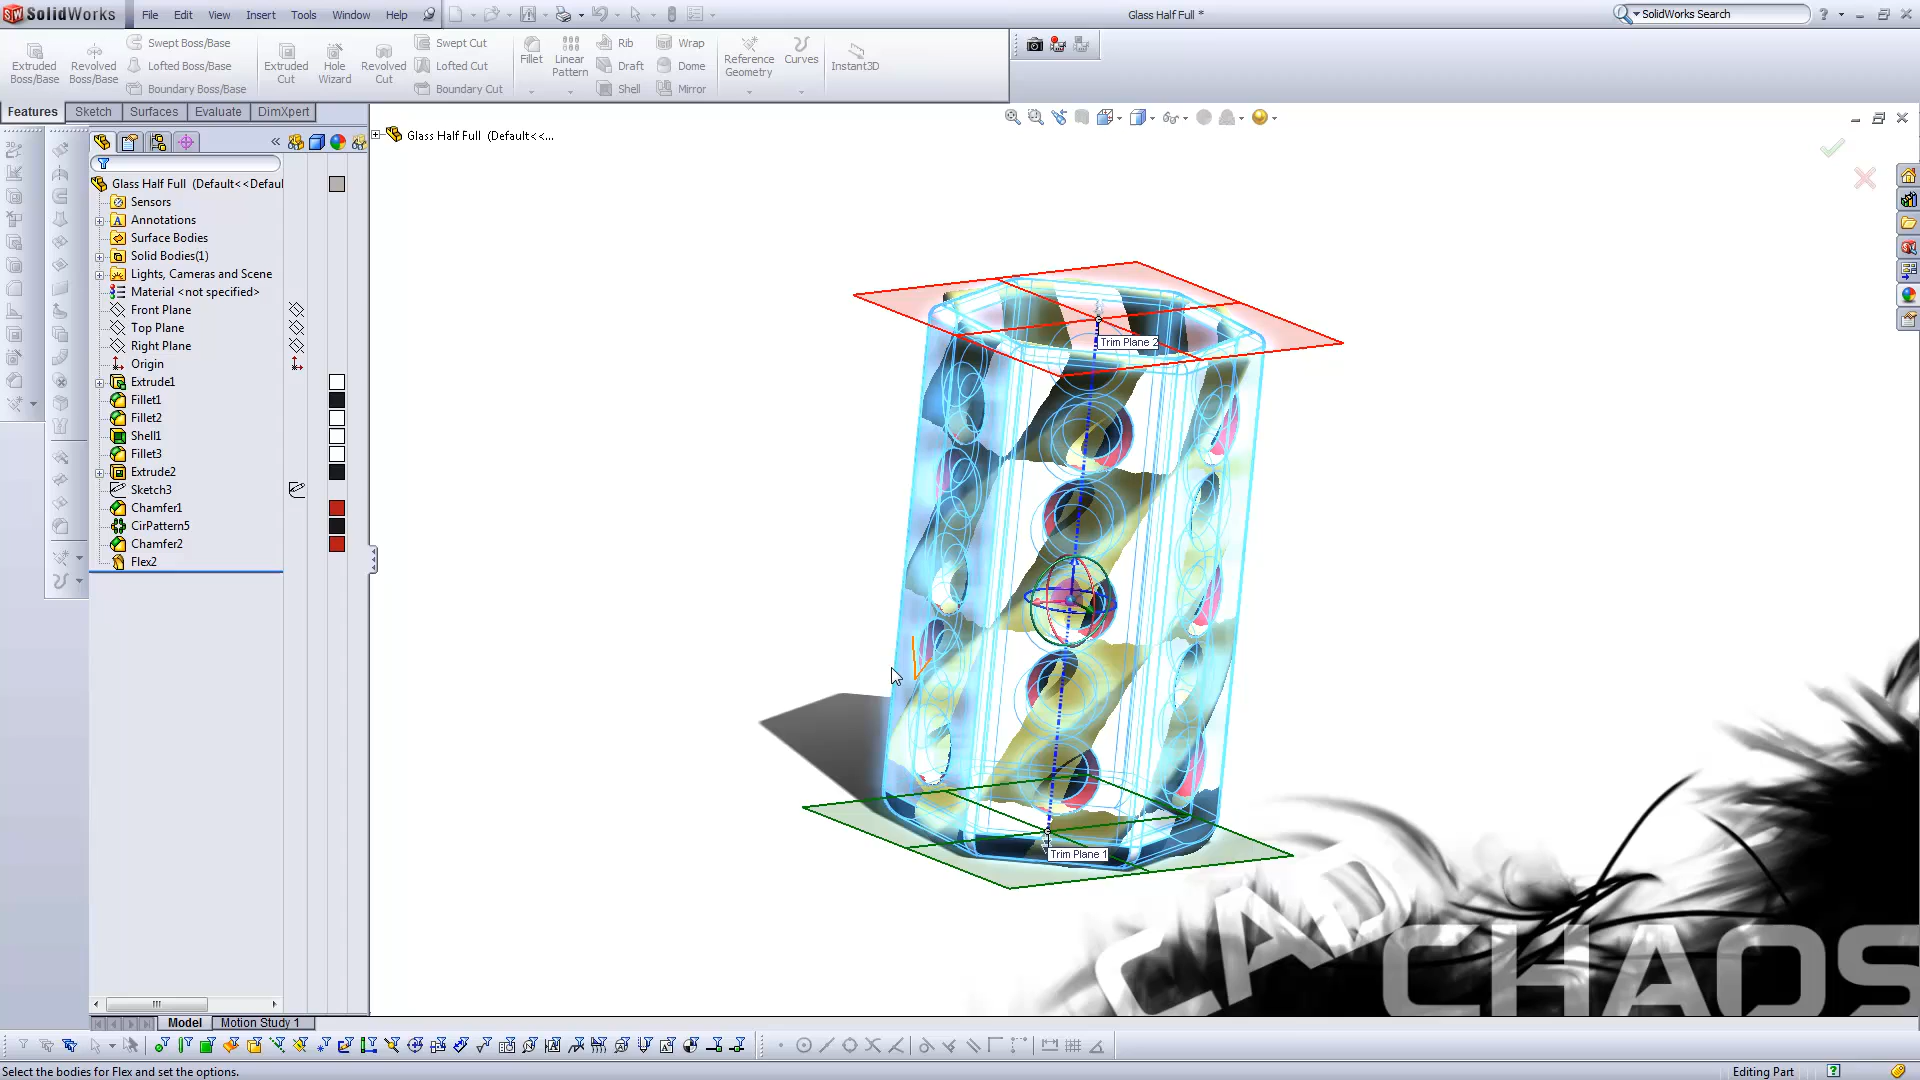 SolidWorks
File Edit View Insert Tools Window Help
Glass Half Full *
SolidWorks Search
Extruded Boss/Base
Revolved Boss/Base
Swept Boss/Base
Lofted Boss/Base
Boundary Boss/Base
Extruded Cut
Hole Wizard
Revolved Cut
Swept Cut
Lofted Cut
Boundary Cut
Fillet
Linear Pattern
Rib
Draft
Shell
Wrap
Dome
Mirror
Reference Geometry
Curves
Instant3D
Features Sketch Surfaces Evaluate DimXpert
Glass Half Full (Default<<...
Glass Half Full (Default<<Defaul
Sensors
Annotations
Surface Bodies
Solid Bodies(1)
Lights, Cameras and Scene
Material <not specified>
Front Plane
Top Plane
Right Plane
Origin
Extrude1
Fillet1
Fillet2
Shell1
Fillet3
Extrude2
Sketch3
Chamfer1
CirPattern5
Chamfer2
Flex2
Trim Plane 2
Trim Plane 1
CAD
CHAOS
Model Motion Study 1
Select the bodies for Flex and set the options.
Editing Part